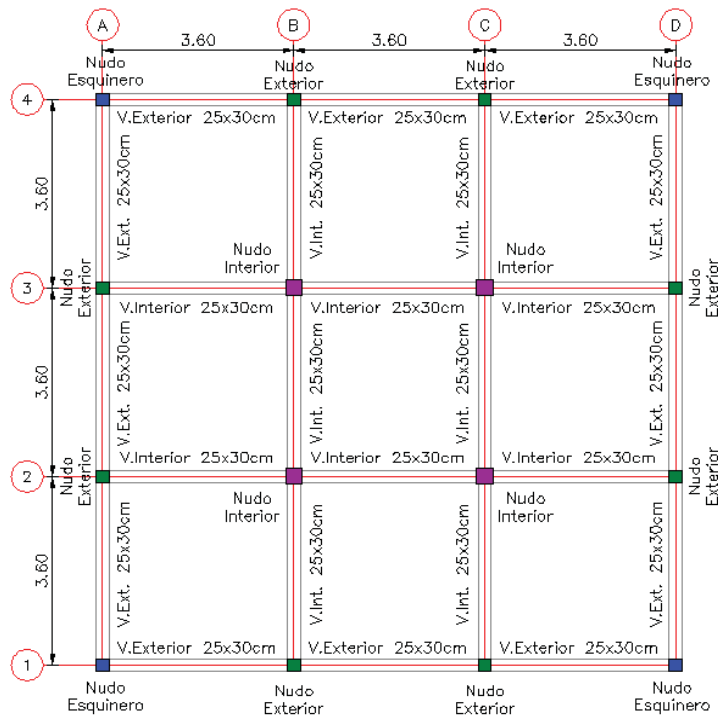 A B C D
3.60 3.60 3.60
Nudo
Esquinero
Nudo
Exterior
Nudo
Exterior
Nudo
Esquinero
4
V.Exterior 25x30cm
V.Exterior 25x30cm
V.Exterior 25x30cm
V.Ext. 25x30cm
V.Int. 25x30cm
V.Int. 25x30cm
V.Ext. 25x30cm
3.60
Nudo
Interior
Nudo
Interior
3
Nudo
Exterior
Nudo
Exterior
V.Interior 25x30cm
V.Interior 25x30cm
V.Interior 25x30cm
V.Ext. 25x30cm
V.Int. 25x30cm
V.Int. 25x30cm
V.Ext. 25x30cm
3.60
V.Interior 25x30cm
V.Interior 25x30cm
V.Interior 25x30cm
2
Nudo
Exterior
Nudo
Exterior
Nudo
Interior
Nudo
Interior
V.Ext. 25x30cm
V.Int. 25x30cm
V.Int. 25x30cm
V.Ext. 25x30cm
3.60
V.Exterior 25x30cm
V.Exterior 25x30cm
V.Exterior 25x30cm
1
Nudo
Esquinero
Nudo
Exterior
Nudo
Exterior
Nudo
Esquinero